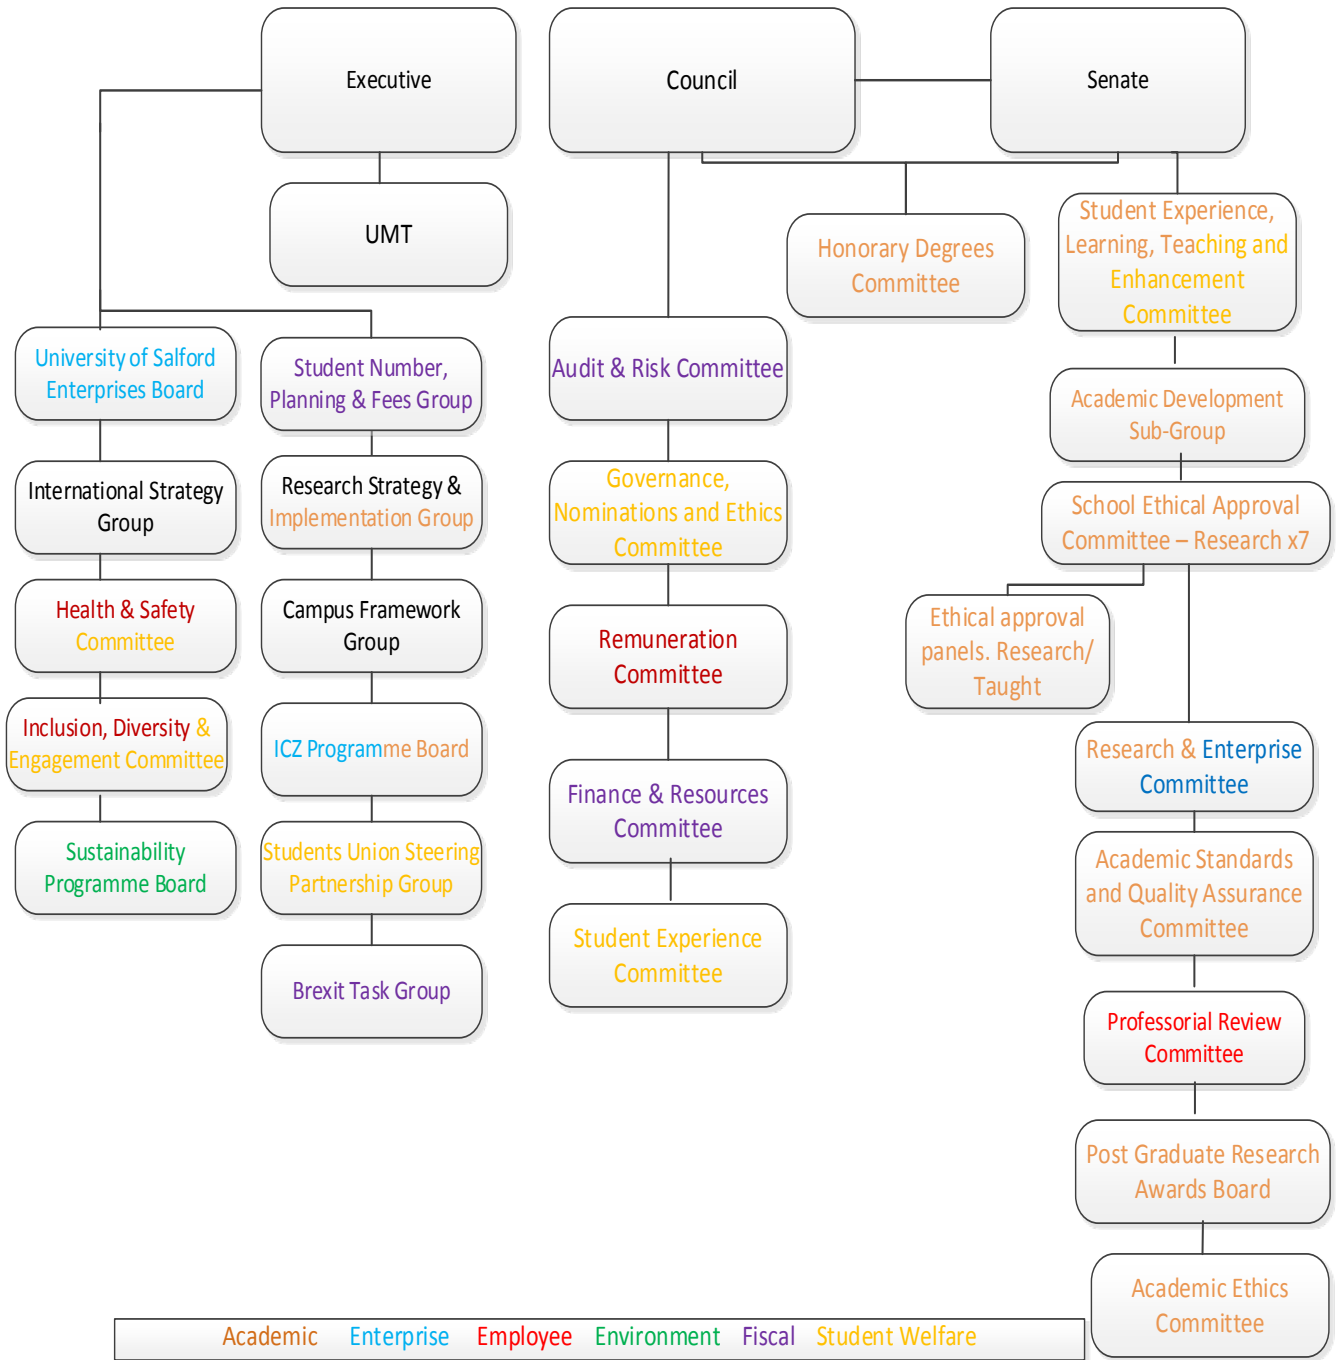 Executive
Council
Senate
UMT
Honorary Degrees
Committee
Student Experience,
Learning, Teaching and
Enhancement
Committee
University of Salford
Enterprises Board
International Strategy
Group
Health & Safety
Committee
Inclusion, Diversity &
Engagement Committee
Sustainability
Programme Board
Student Number,
Planning & Fees Group
Research Strategy &
Implementation Group
Campus Framework
Group
ICZ Programme Board
Students Union Steering
Partnership Group
Brexit Task Group
Audit & Risk Committee
Governance,
Nominations and Ethics
Committee
Remuneration
Committee
Finance & Resources
Committee
Student Experience
Committee
Academic Development
Sub-Group
School Ethical Approval
Committee – Research x7
Ethical approval
panels. Research/
Taught
Research & Enterprise
Committee
Academic Standards
and Quality Assurance
Committee
Professorial Review
Committee
Post Graduate Research
Awards Board
Academic Ethics
Committee
Academic Enterprise Employee Environment Fiscal Student Welfare